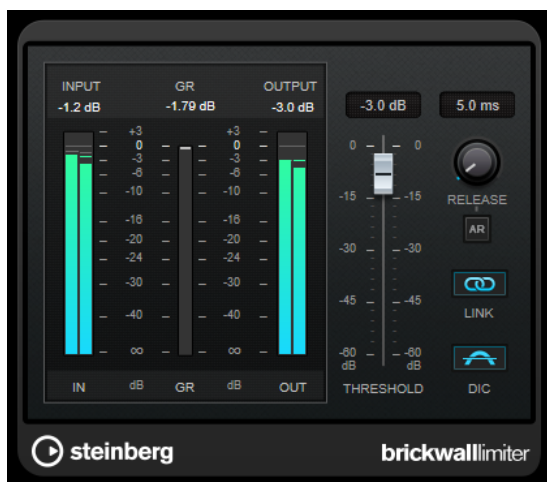 INPUT GR OUTPUT
-1.2 dB -1.79 dB -3.0 dB -3.0 dB 5.0 ms
+3 +3
0 0 0 0
-3 -3
-6 -6
-10 -10
-15 -15 RELEASE
-16 -16
AR
-20 -20
-24 -24 -30 -30
-30 -30
-45 -45
-40 -40 LINK
∞ ∞ -60 -60
dB dB
IN dB GR dB OUT THRESHOLD DIC
steinberg brickwalllimiter